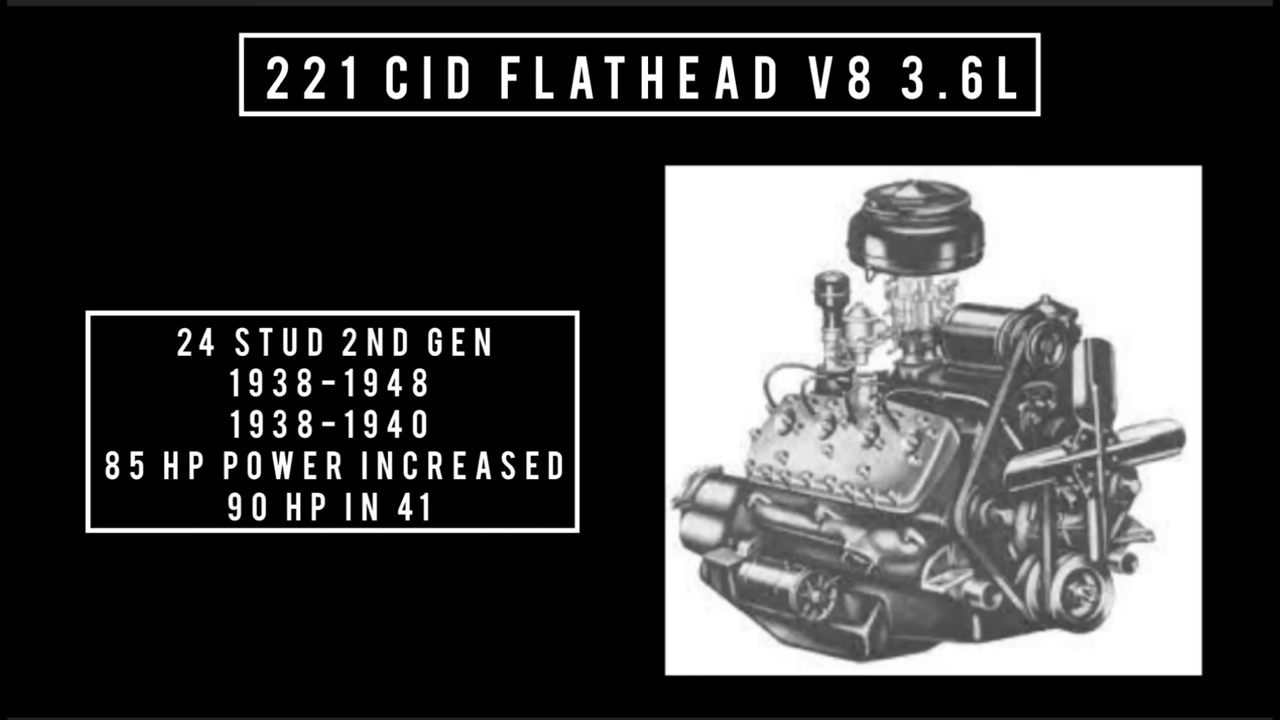 221 CID FLATHEAD V8 3.6L
24 STUD 2ND GEN
1938-1948
1938-1940
85 HP POWER INCREASED
90 HP IN 41